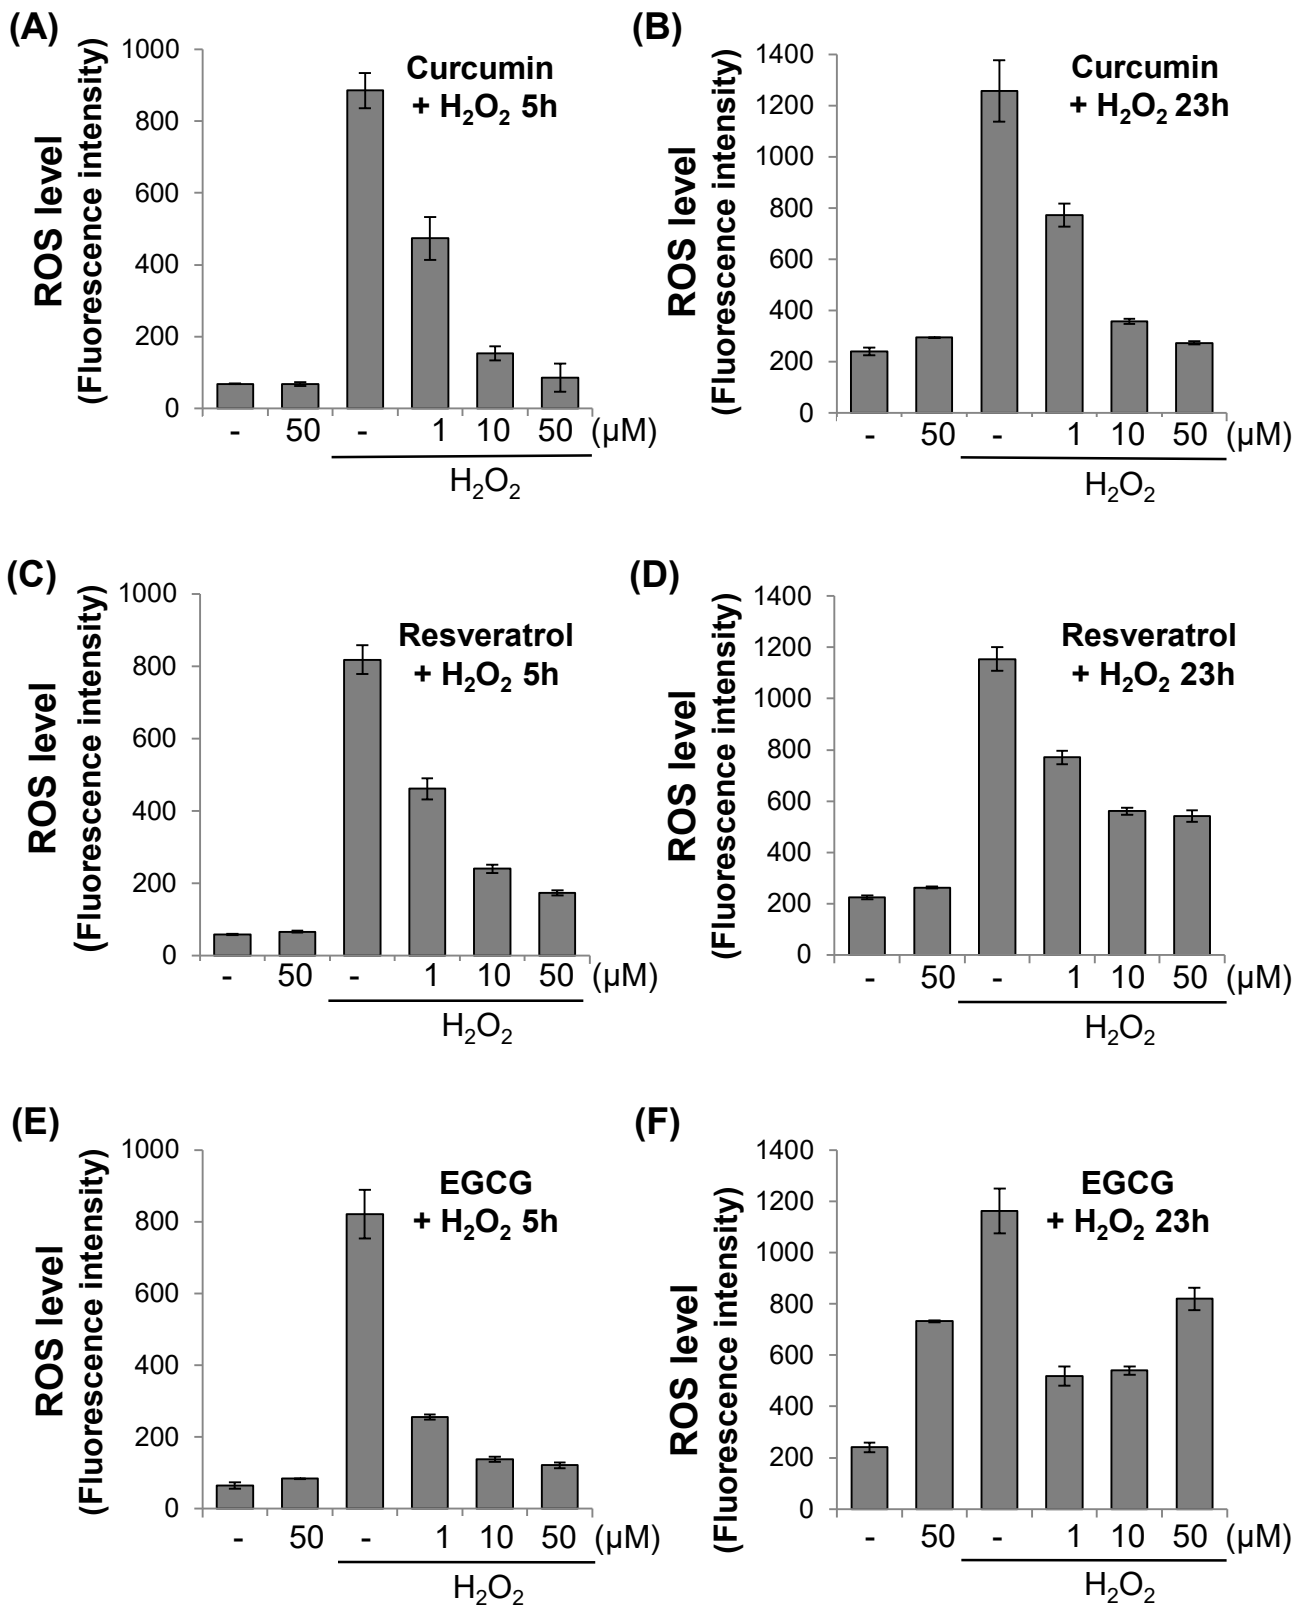 (A)
ROS level
(Fluorescence intensity)
1000
800
600
400
200
0
Curcumin
+ H₂O₂ 5h
- 50 - 1 10 50 (µM)
H₂O₂
(B)
ROS level
(Fluorescence intensity)
1400
1200
1000
800
600
400
200
0
Curcumin
+ H₂O₂ 23h
- 50 - 1 10 50 (µM)
H₂O₂
(C)
ROS level
(Fluorescence intensity)
1000
800
600
400
200
0
Resveratrol
+ H₂O₂ 5h
- 50 - 1 10 50 (µM)
H₂O₂
(D)
ROS level
(Fluorescence intensity)
1400
1200
1000
800
600
400
200
0
Resveratrol
+ H₂O₂ 23h
- 50 - 1 10 50 (µM)
H₂O₂
(E)
ROS level
(Fluorescence intensity)
1000
800
600
400
200
0
EGCG
+ H₂O₂ 5h
- 50 - 1 10 50 (µM)
H₂O₂
(F)
ROS level
(Fluorescence intensity)
1400
1200
1000
800
600
400
200
0
EGCG
+ H₂O₂ 23h
- 50 - 1 10 50 (µM)
H₂O₂